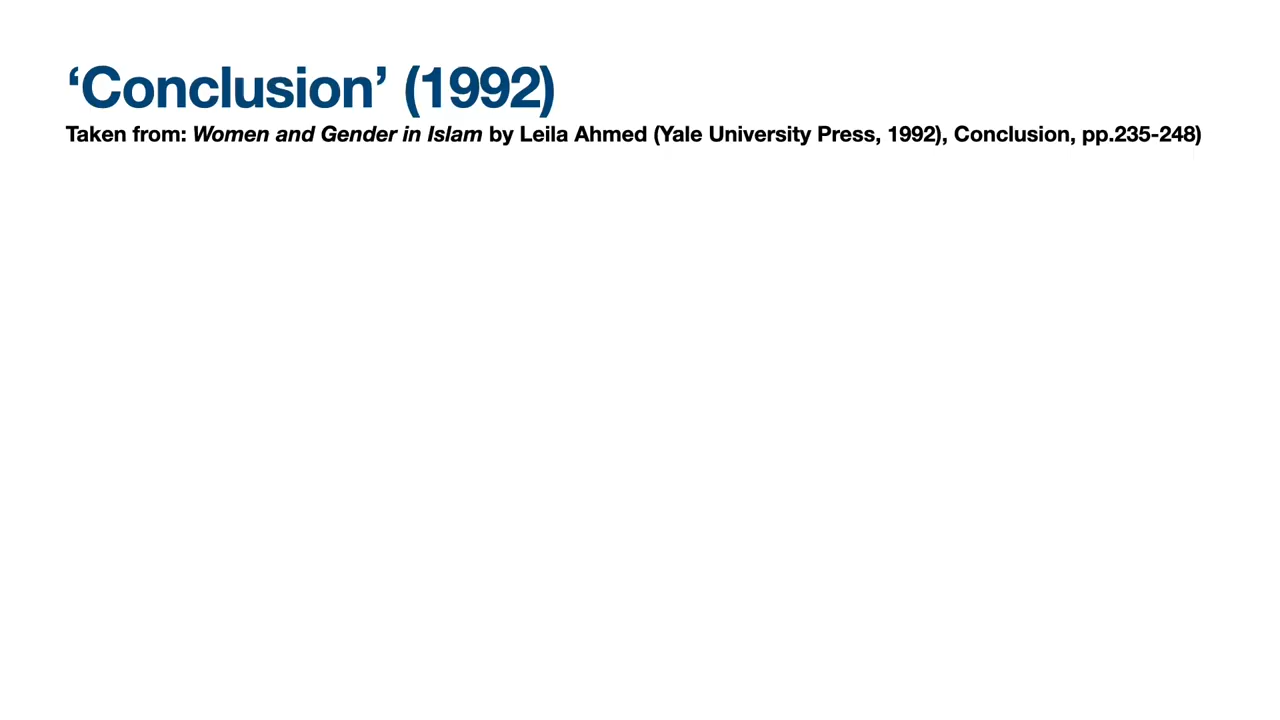 ‘Conclusion’ (1992)
Taken from: Women and Gender in Islam by Leila Ahmed (Yale University Press, 1992), Conclusion, pp.235-248)